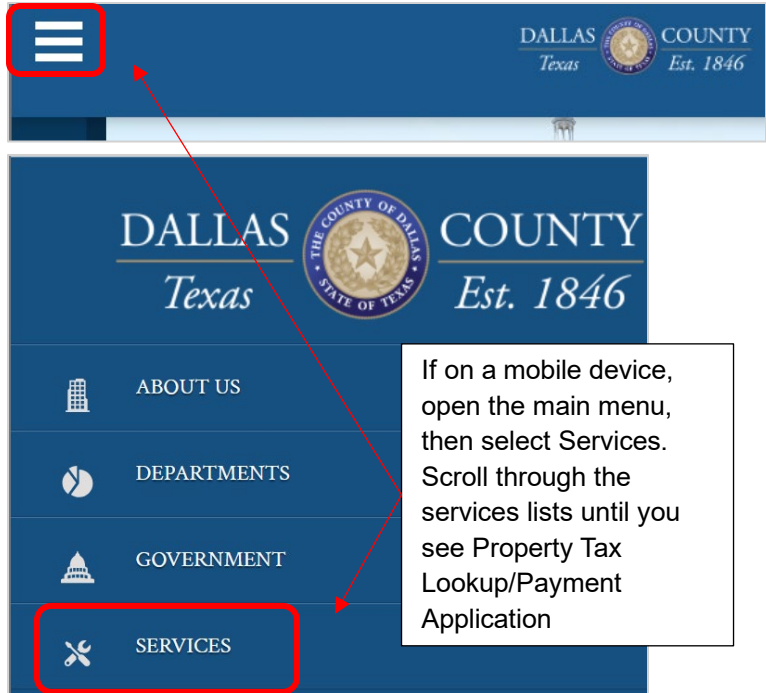 DALLAS COUNTY
Texas Est. 1846
DALLAS COUNTY
Texas Est. 1846
THE COUNTY OF DALLAS
STATE OF TEXAS
ABOUT US
DEPARTMENTS
GOVERNMENT
SERVICES
If on a mobile device,
open the main menu,
then select Services.
Scroll through the
services lists until you
see Property Tax
Lookup/Payment
Application